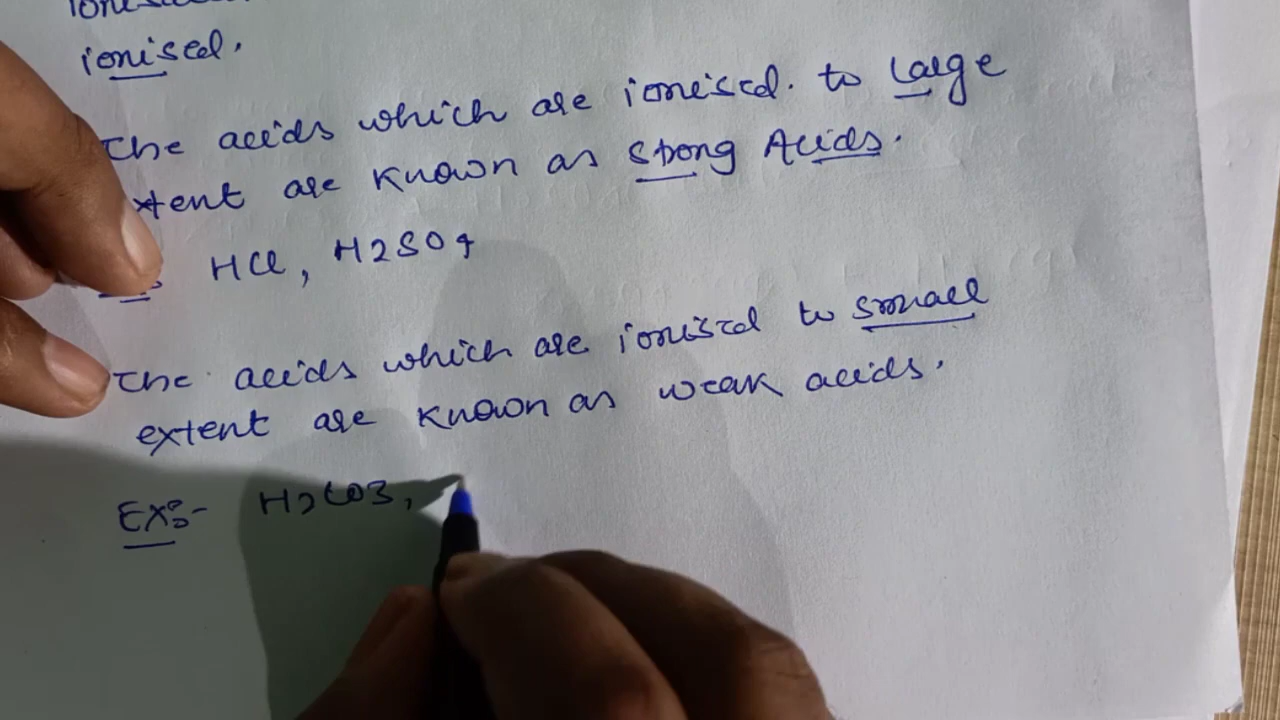 ionised.
The acids which are ionised. to large
extent are known as strong Acids.
HCl, H2SO4
The acids which are ionised to small
extent are known as weak acids.
Ex:- H2CO3,